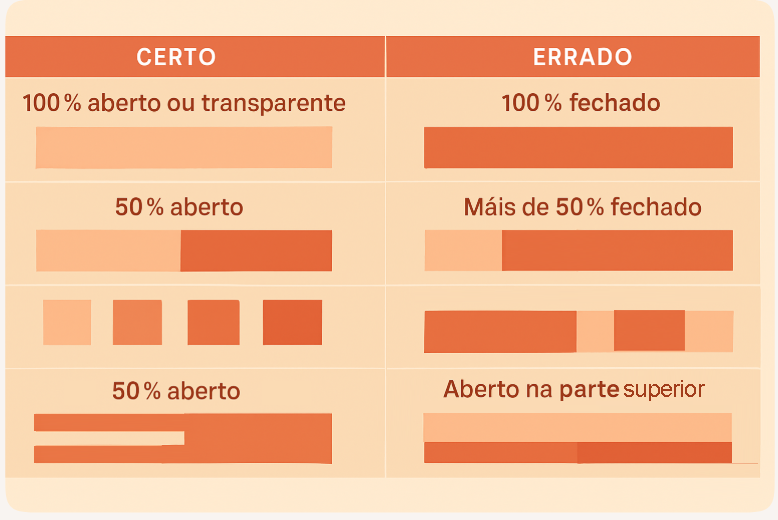 CERTO
ERRADO
100% aberto ou transparente
100% fechado
50% aberto
Máis de 50% fechado
50% aberto
Aberto na parte superior